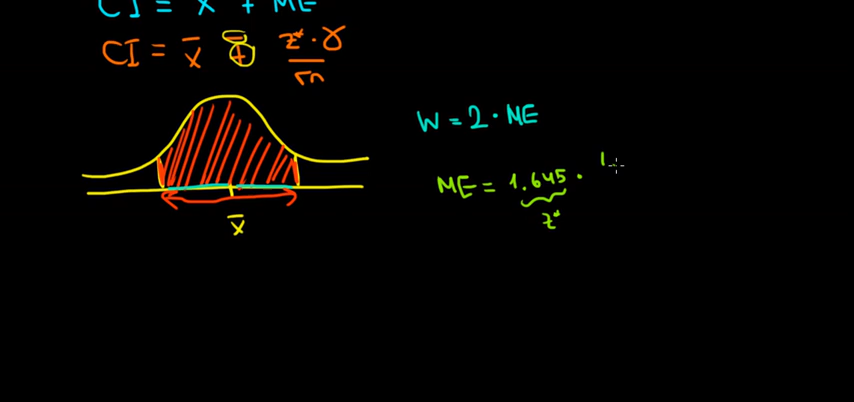 CI = x̄ + ME
CI = x̄ ∓ z* · σ / √n
W = 2 · ME
ME = 1.645 ·
z*
x̄